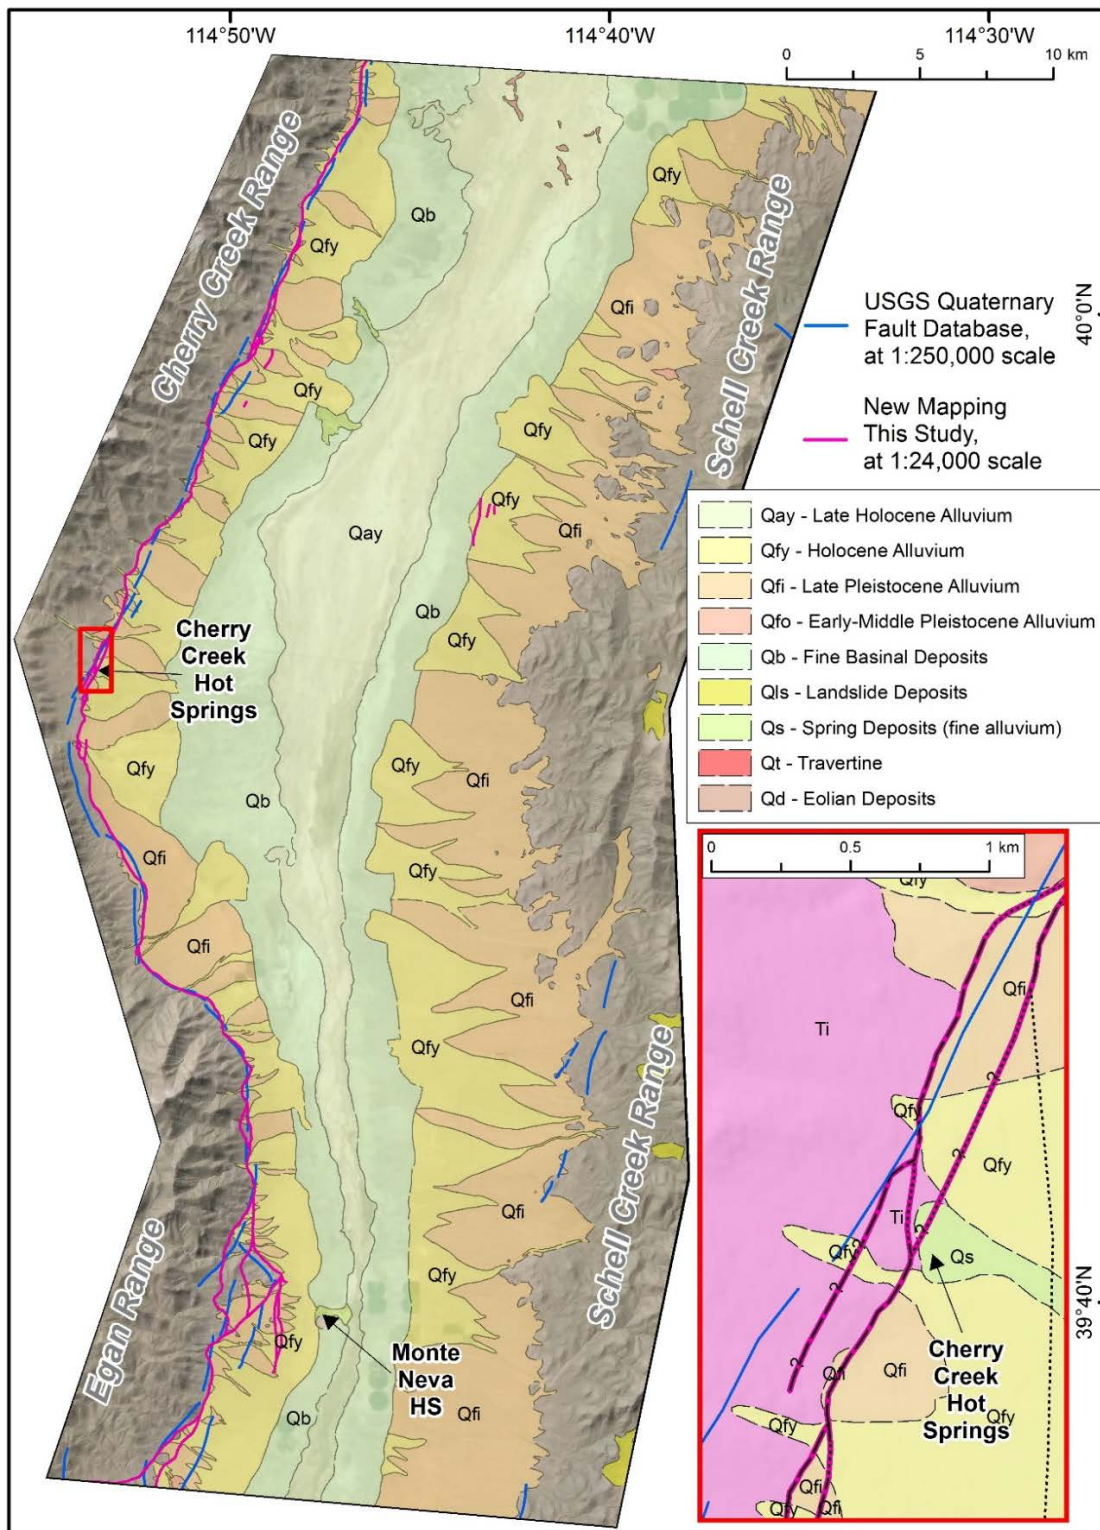 114°50'W
114°40'W
114°30'W
0 5 10 km
Cherry Creek Range
Schell Creek Range
Qfy
Qb
Qfy
Qfi
40°0'N
USGS Quaternary
Fault Database,
at 1:250,000 scale
New Mapping
This Study,
at 1:24,000 scale
Qfy
Qfy
Qfy
Qfy
Qay
Qfi
Qb
Qfy
Cherry
Creek
Hot
Springs
Qfy
Qb
Qfy
Qfi
Qfi
Qfy
Qfi
Qfi
Qfy
Schell Creek Range
Qfi
Qfy
Egan Range
Qfy
Monte
Neva
HS
Qb
Qfi
Qay - Late Holocene Alluvium
Qfy - Holocene Alluvium
Qfi - Late Pleistocene Alluvium
Qfo - Early-Middle Pleistocene Alluvium
Qb - Fine Basinal Deposits
Qls - Landslide Deposits
Qs - Spring Deposits (fine alluvium)
Qt - Travertine
Qd - Eolian Deposits
0 0.5 1 km
Qfy
Qfi
Ti
Qfy
?
Qfy
Ti
?
Qfy
?
?
Qs
?
Qfi
Qfi
Cherry
Creek
Hot
Springs
Qfy
Qfy
Qfi
Qfy
Qfi
39°40'N